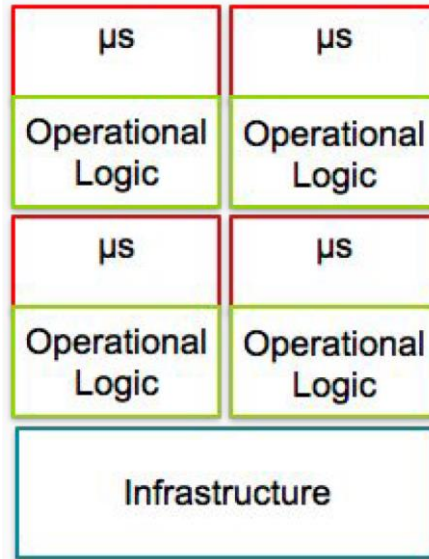 µs µs
Operational Operational
Logic Logic
µs µs
Operational Operational
Logic Logic
Infrastructure